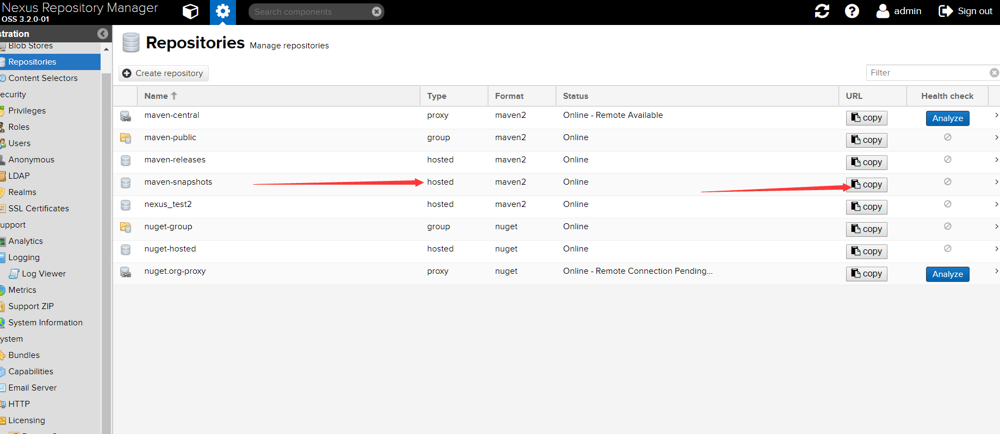 Nexus Repository Manager
OSS 3.2.0-01
Search components
admin
Sign out
stration
Blob Stores
Repositories
Content Selectors
ecurity
Privileges
Roles
Users
Anonymous
LDAP
Realms
SSL Certificates
upport
Analytics
Logging
Log Viewer
Metrics
Support ZIP
System Information
ystem
Bundles
Capabilities
Email Server
HTTP
Licensing
Repositories Manage repositories
Create repository
Filter
Name Type Format Status URL Health check
maven-central proxy maven2 Online - Remote Available copy Analyze
maven-public group maven2 Online copy
maven-releases hosted maven2 Online copy
maven-snapshots hosted maven2 Online copy
nexus_test2 hosted maven2 Online copy
nuget-group group nuget Online copy
nuget-hosted hosted nuget Online copy
nuget.org-proxy proxy nuget Online - Remote Connection Pending... copy Analyze